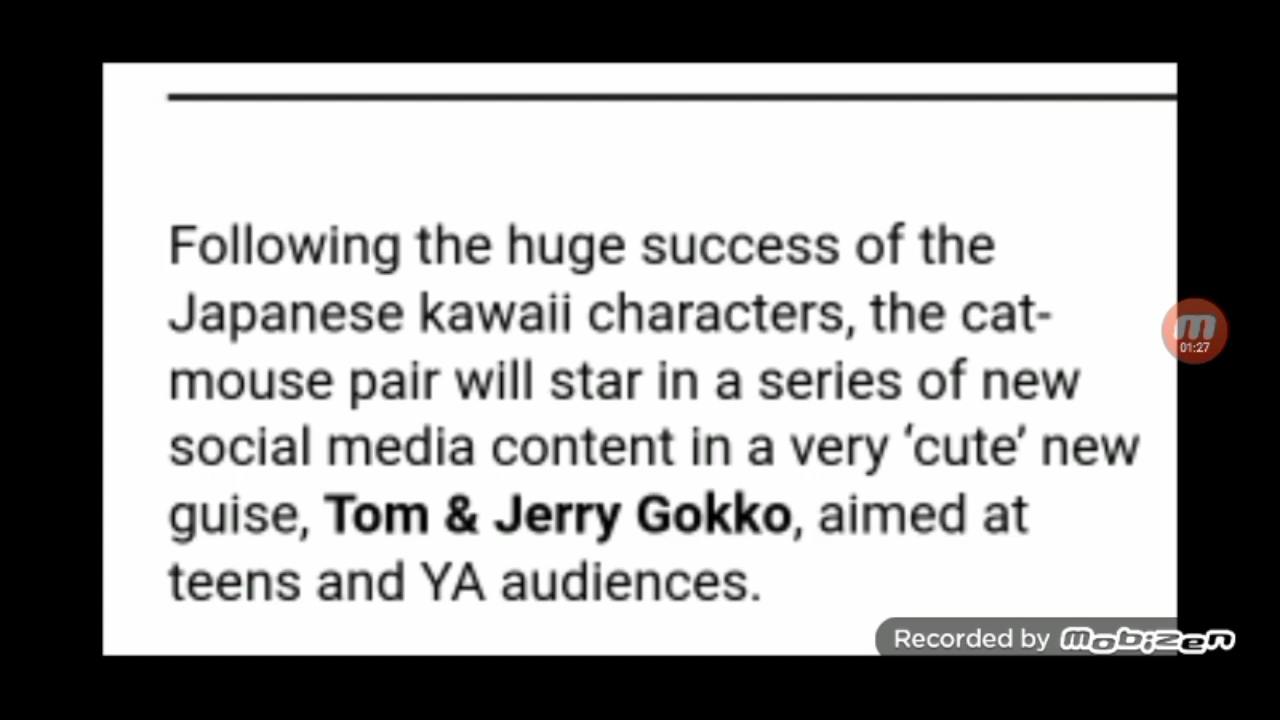 Following the huge success of the
Japanese kawaii characters, the cat-
mouse pair will star in a series of new
social media content in a very ‘cute’ new
guise, Tom & Jerry Gokko, aimed at
teens and YA audiences.
m
01:27
Recorded by mobizen